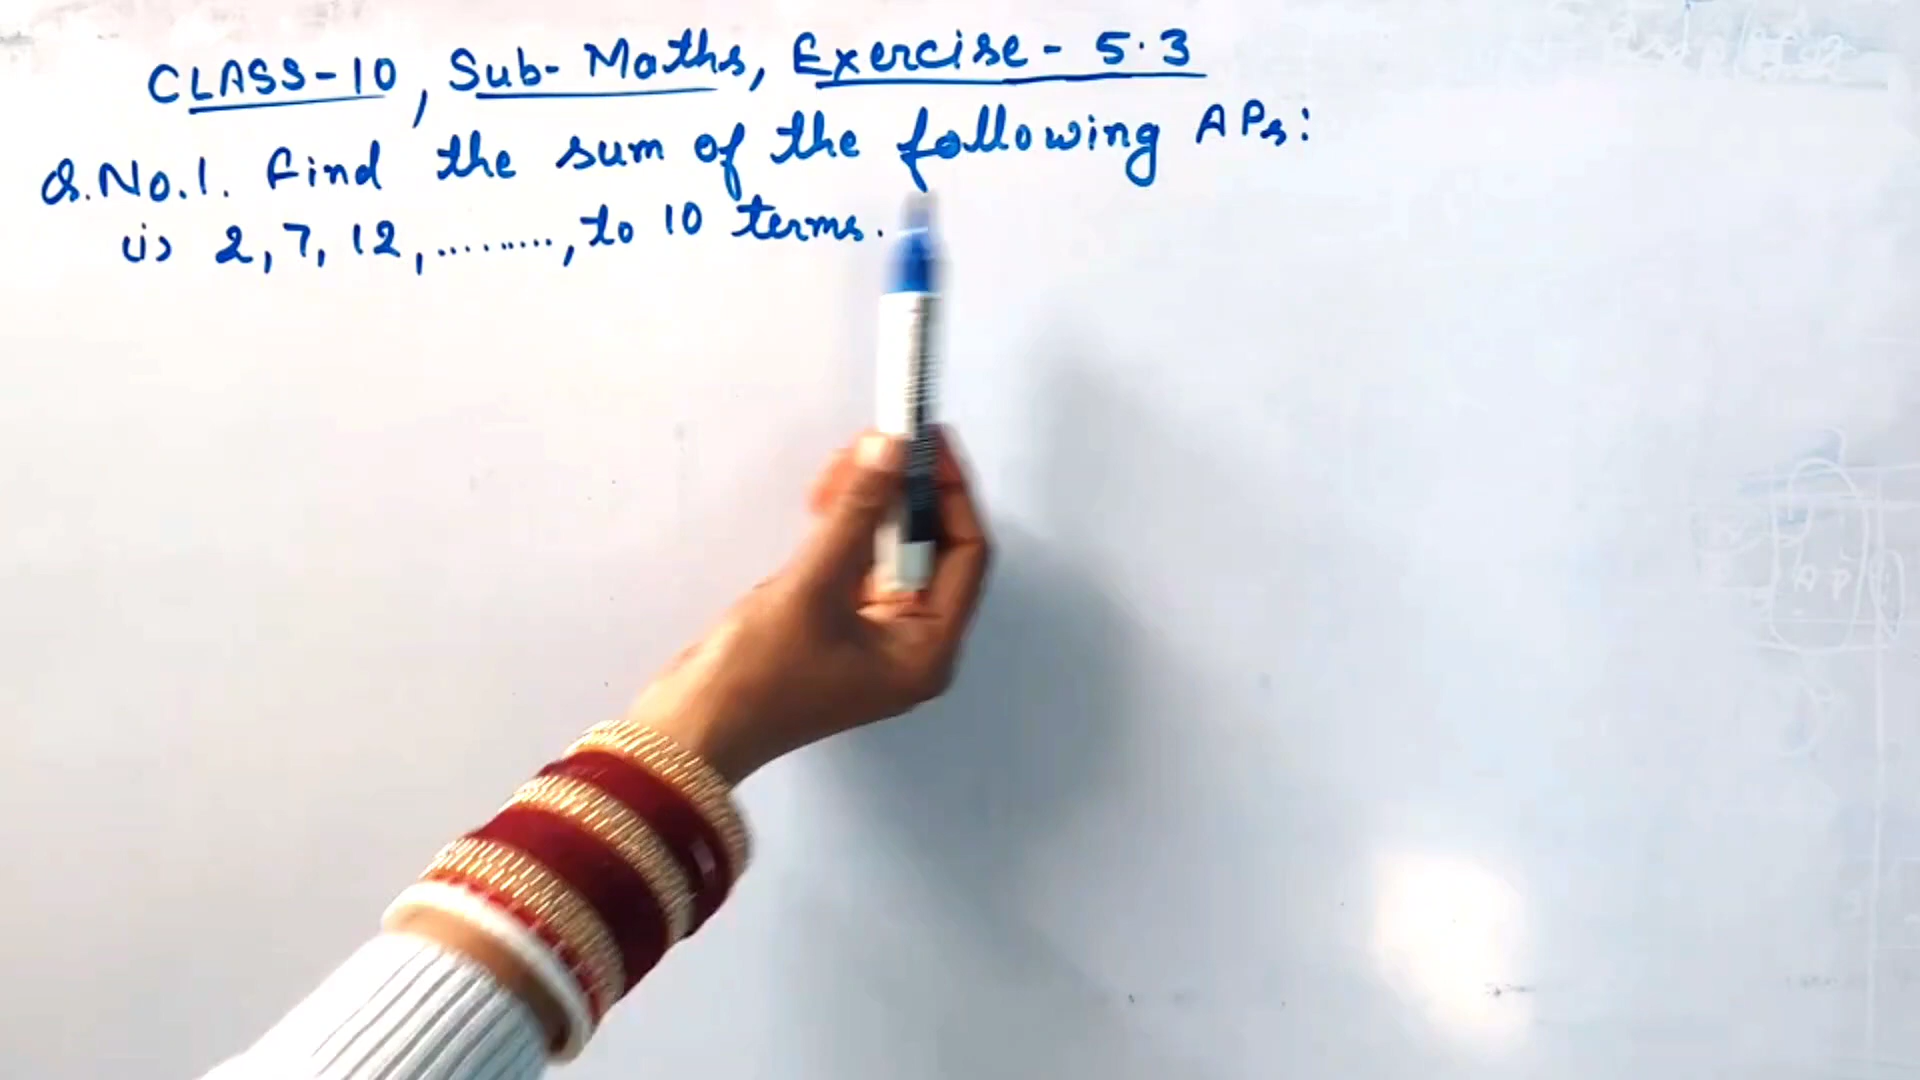 CLASS-10, Sub- Maths, Exercise - 5.3
Q.No.1. Find the sum of the following APs:
(i) 2, 7, 12, ........., to 10 terms.